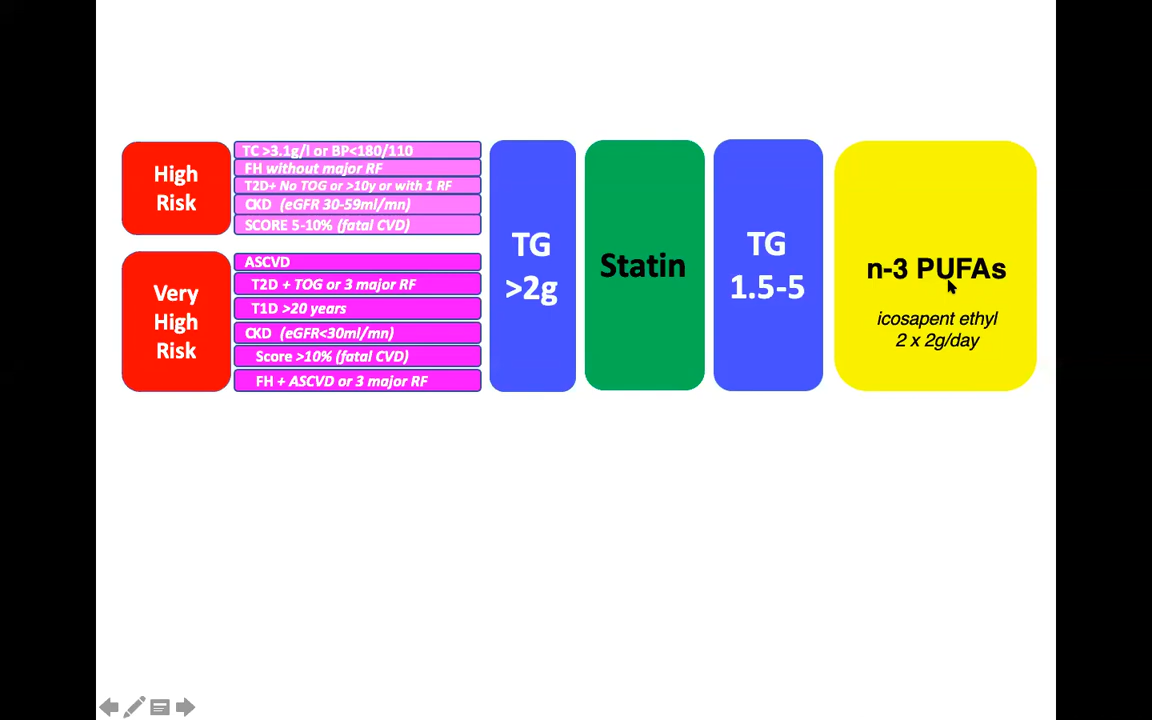 High
Risk
TC >3.1g/l or BP<180/110
FH without major RF
T2D+ No TOG or >10y or with 1 RF
CKD (eGFR 30-59ml/mn)
SCORE 5-10% (fatal CVD)
Very
High
Risk
ASCVD
T2D + TOG or 3 major RF
T1D >20 years
CKD (eGFR<30ml/mn)
Score >10% (fatal CVD)
FH + ASCVD or 3 major RF
TG
>2g
Statin
TG
1.5-5
n-3 PUFAs
icosapent ethyl
2 x 2g/day